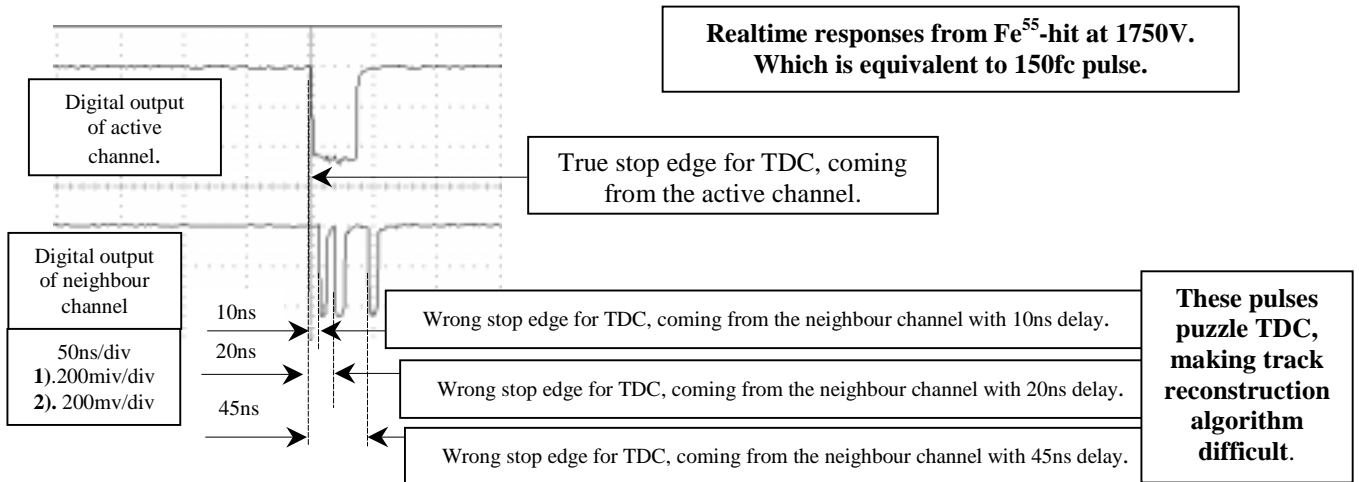 Realtime responses from Fe55-hit at 1750V.
Which is equivalent to 150fc pulse.
Digital output
of active
channel.
True stop edge for TDC, coming
from the active channel.
Digital output
of neighbour
channel
50ns/div
1).200miv/div
2). 200mv/div
10ns
20ns
45ns
Wrong stop edge for TDC, coming from the neighbour channel with 10ns delay.
Wrong stop edge for TDC, coming from the neighbour channel with 20ns delay.
Wrong stop edge for TDC, coming from the neighbour channel with 45ns delay.
These pulses
puzzle TDC,
making track
reconstruction
algorithm
difficult.